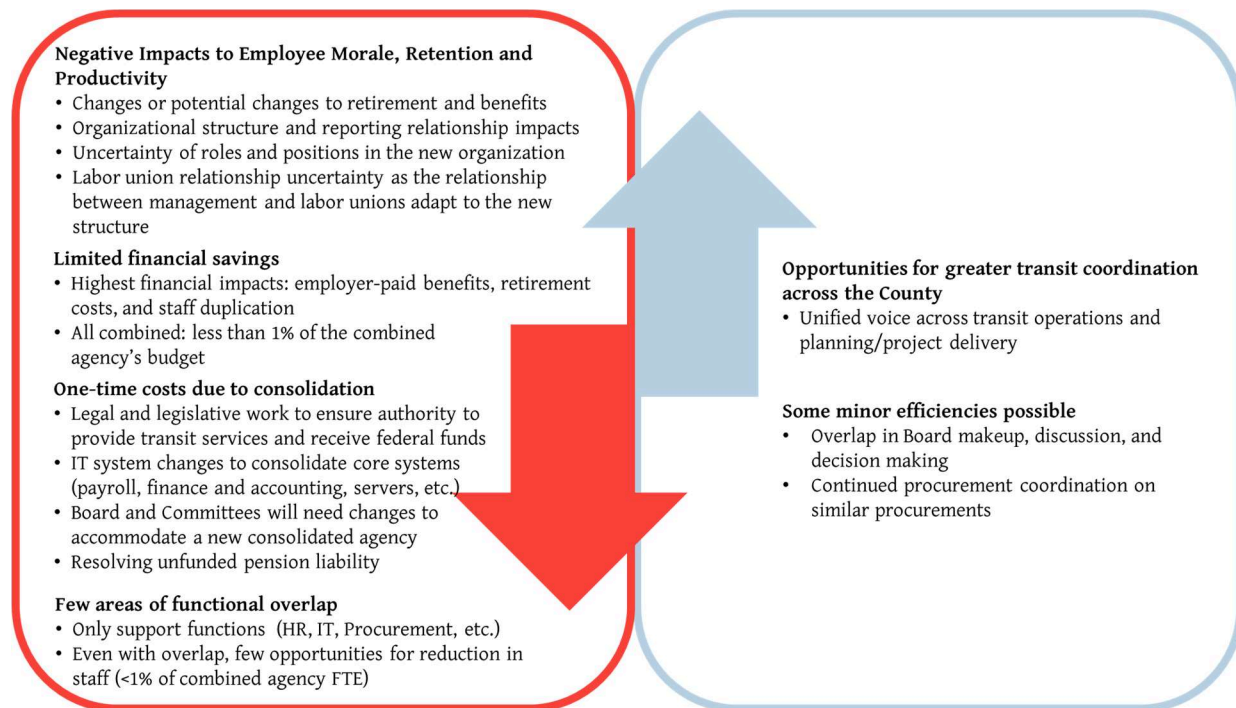 Negative Impacts to Employee Morale, Retention and
Productivity
• Changes or potential changes to retirement and benefits
• Organizational structure and reporting relationship impacts
• Uncertainty of roles and positions in the new organization
• Labor union relationship uncertainty as the relationship
between management and labor unions adapt to the new
structure
Limited financial savings
• Highest financial impacts: employer-paid benefits, retirement
costs, and staff duplication
• All combined: less than 1% of the combined
agency’s budget
One-time costs due to consolidation
• Legal and legislative work to ensure authority to
provide transit services and receive federal funds
• IT system changes to consolidate core systems
(payroll, finance and accounting, servers, etc.)
• Board and Committees will need changes to
accommodate a new consolidated agency
• Resolving unfunded pension liability
Few areas of functional overlap
• Only support functions (HR, IT, Procurement, etc.)
• Even with overlap, few opportunities for reduction in
staff (<1% of combined agency FTE)
Opportunities for greater transit coordination
across the County
• Unified voice across transit operations and
planning/project delivery
Some minor efficiencies possible
• Overlap in Board makeup, discussion, and
decision making
• Continued procurement coordination on
similar procurements